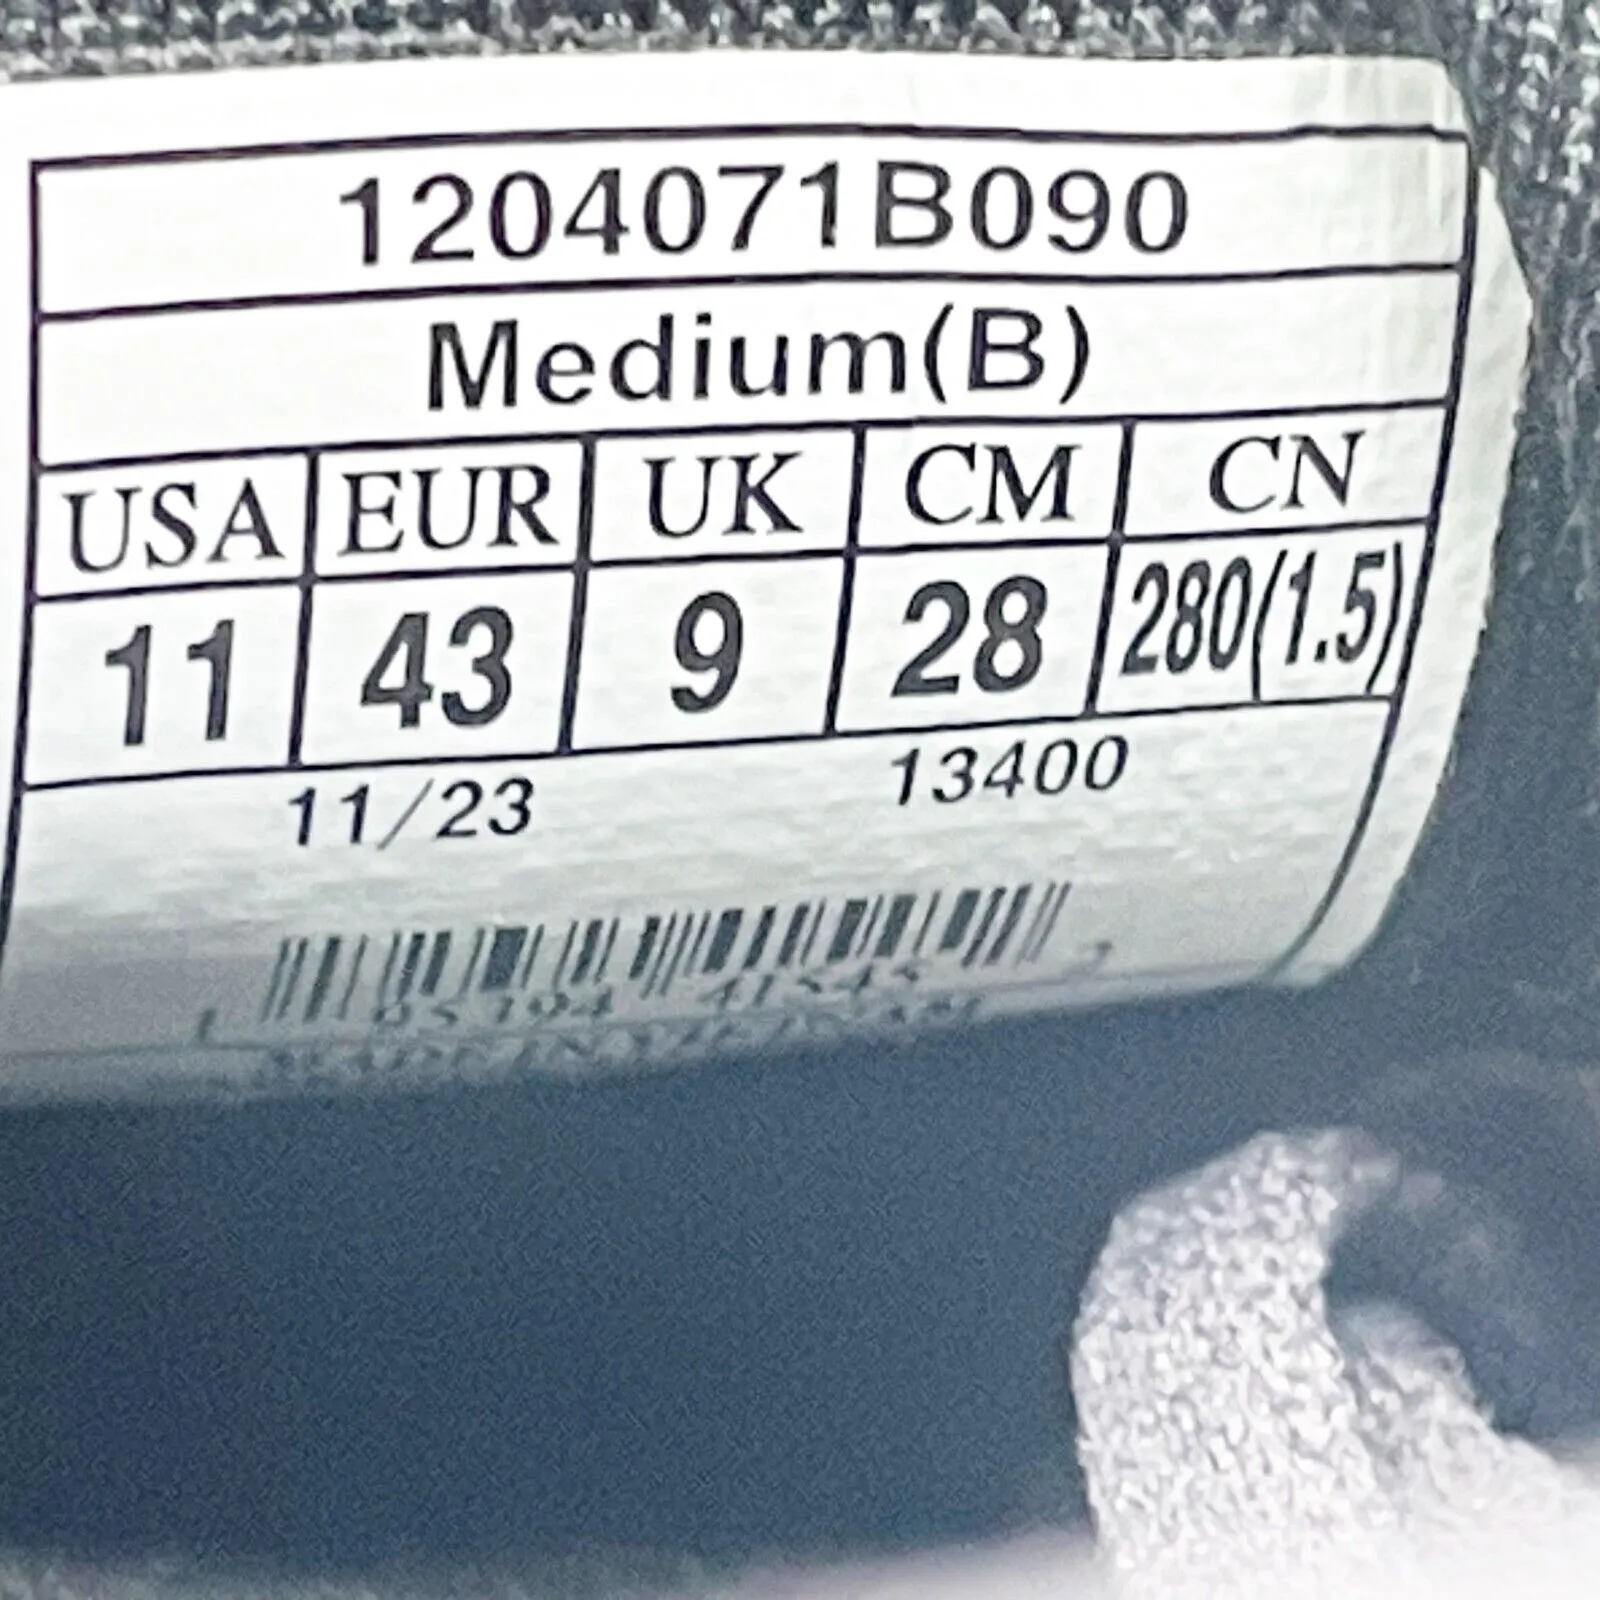 1204071B090
Medium(B)
USA EUR UK CM CN
11 43 9 28 280(1.5)
11/23 13400